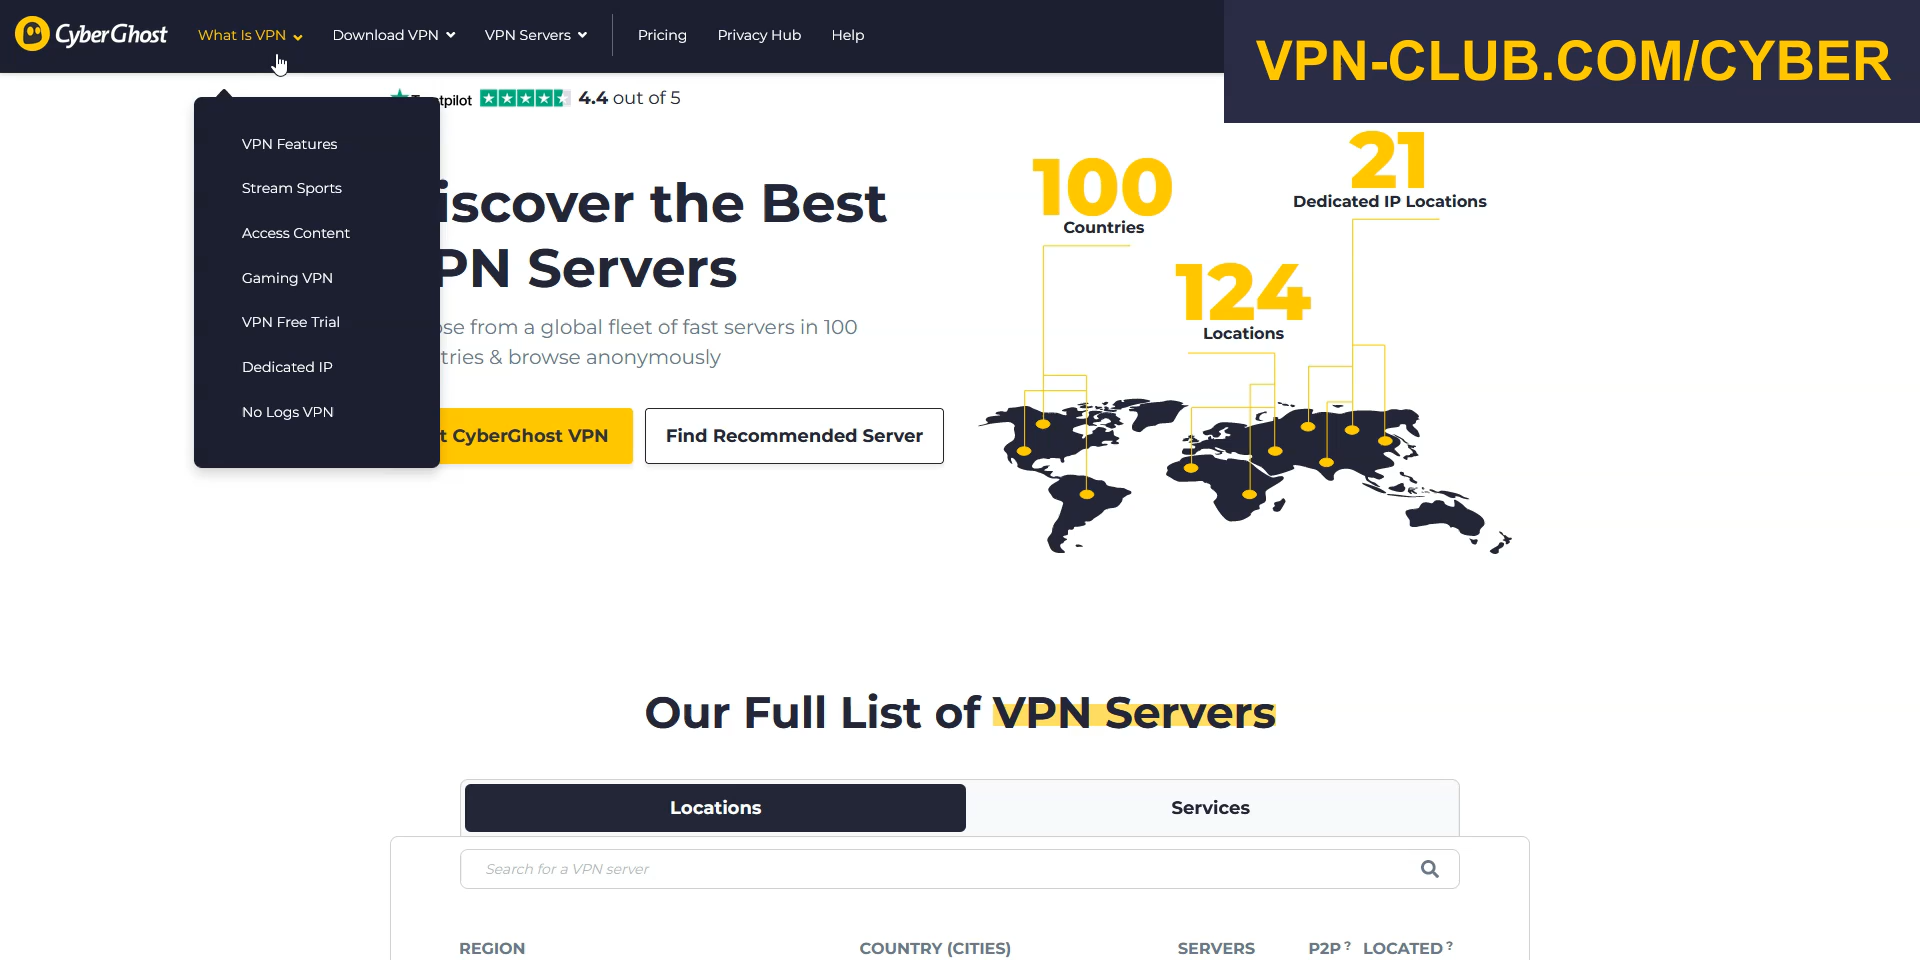 CyberGhost
What Is VPN
Download VPN
VPN Servers
Pricing
Privacy Hub
Help
VPN-CLUB.COM/CYBER
tpilot
4.4 out of 5
VPN Features
Stream Sports
Access Content
Gaming VPN
VPN Free Trial
Dedicated IP
No Logs VPN
iscover the Best
PN Servers
ose from a global fleet of fast servers in 100
tries & browse anonymously
t CyberGhost VPN
Find Recommended Server
100
Countries
21
Dedicated IP Locations
124
Locations
Our Full List of VPN Servers
Locations
Services
Search for a VPN server
REGION
COUNTRY (CITIES)
SERVERS
P2P ?
LOCATED ?